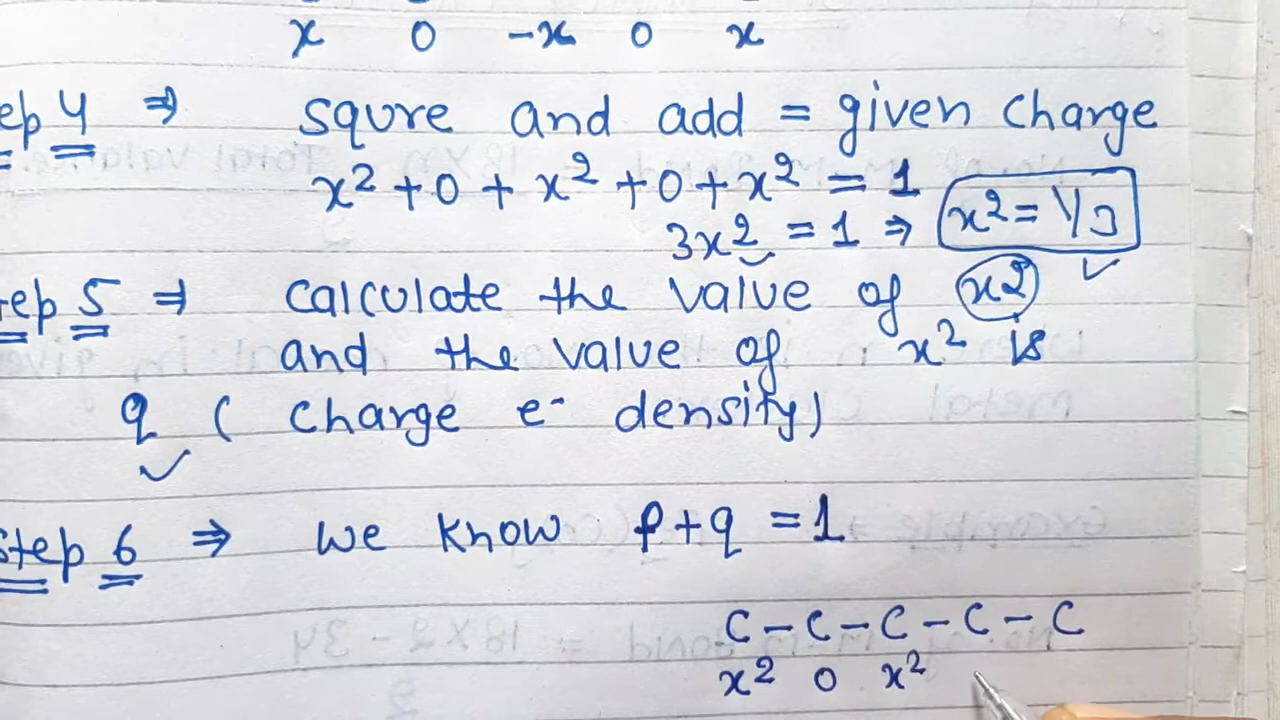 x 0 -x 0 x
ep 4 ⇒ squre and add = given charge
x² + 0 + x² + 0 + x² = 1
3x² = 1 ⇒ x² = 1/3
tep 5 ⇒ calculate the value of x²
and the value of x² is
q ( charge e⁻ density)
step 6 ⇒ we know p+q = 1
C – C – C – C – C
x² 0 x²